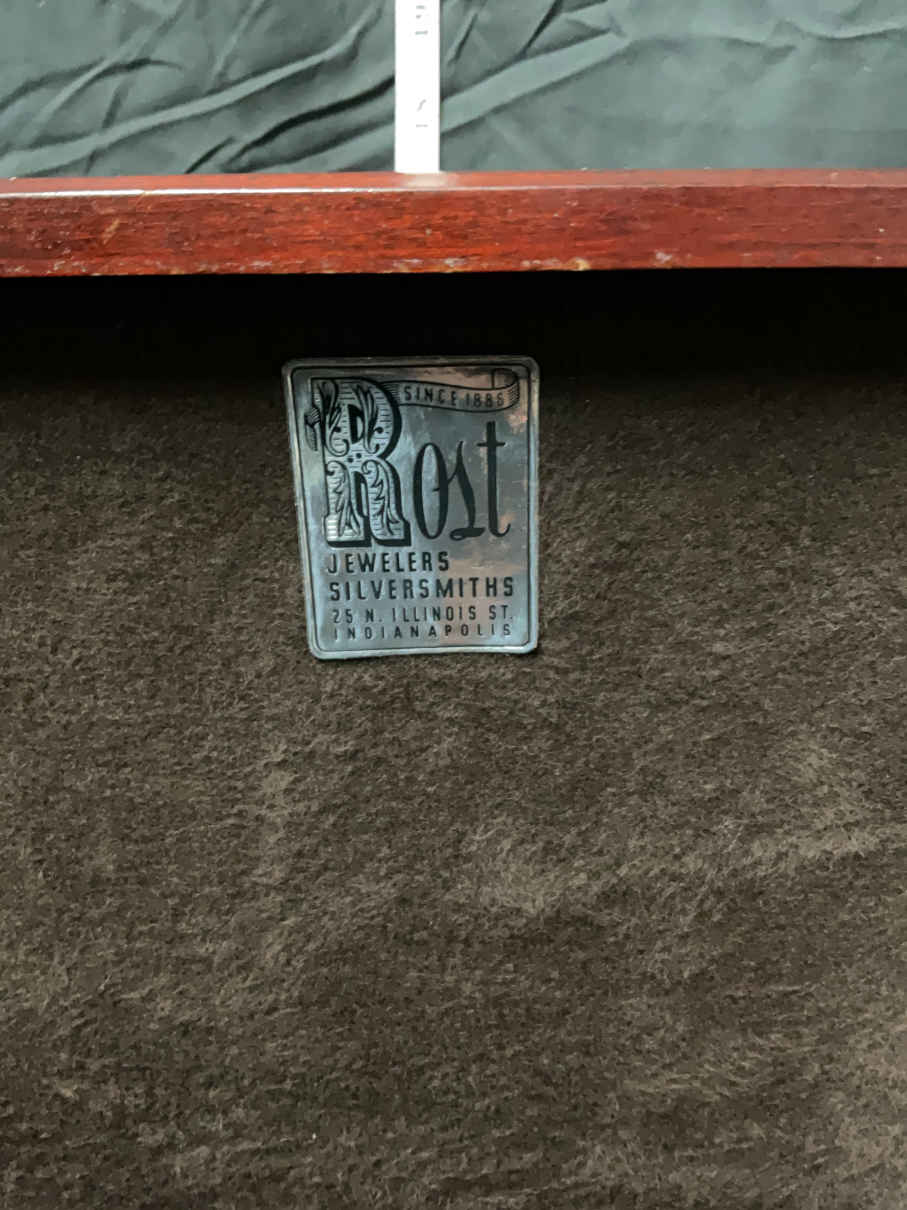 SINCE 1886
Rost
JEWELERS
SILVERSMITHS
25 N. ILLINOIS ST.
INDIANAPOLIS